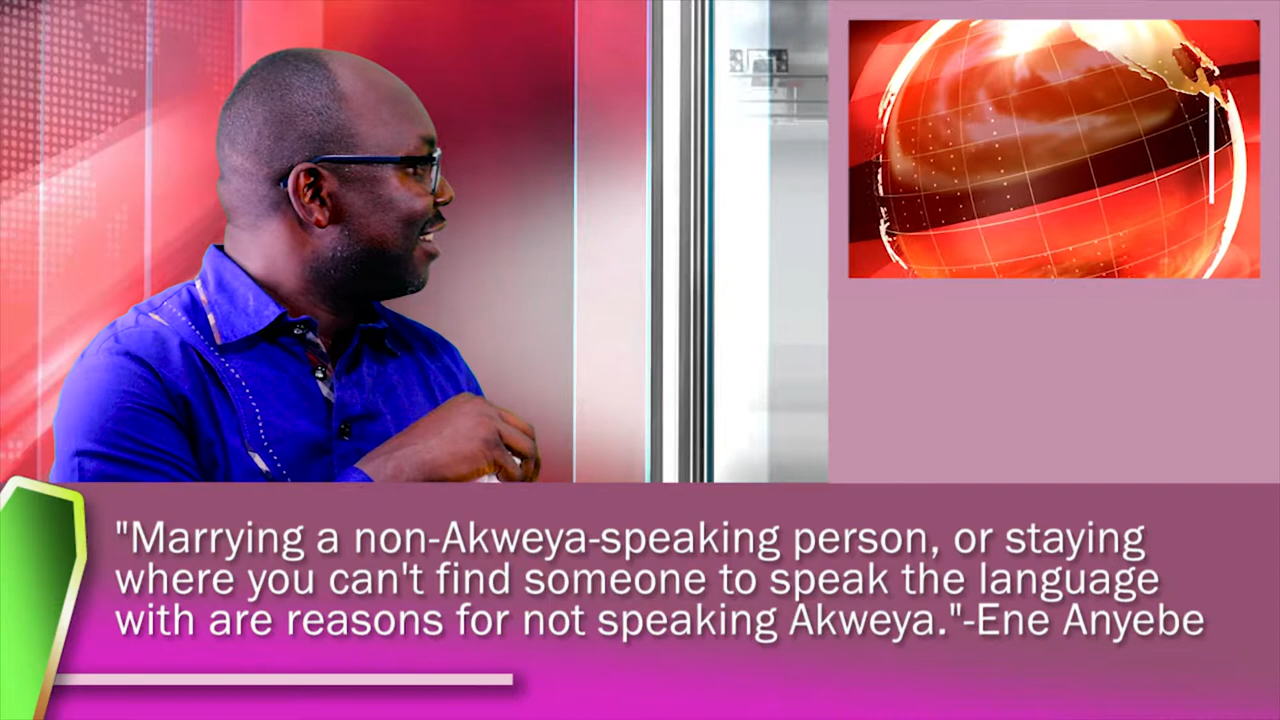 "Marrying a non-Akweya-speaking person, or staying
where you can't find someone to speak the language
with are reasons for not speaking Akweya."-Ene Anyebe